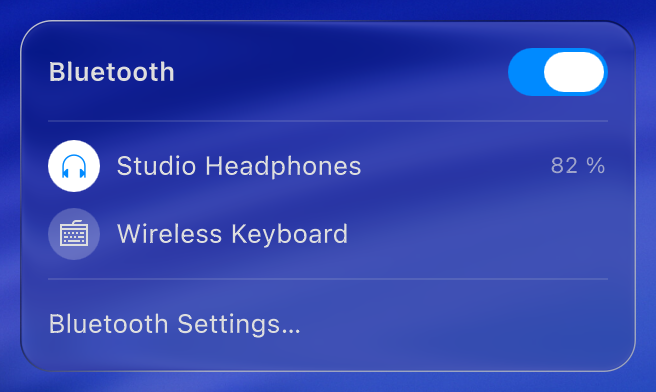 Bluetooth
Studio Headphones 82 %
Wireless Keyboard
Bluetooth Settings...